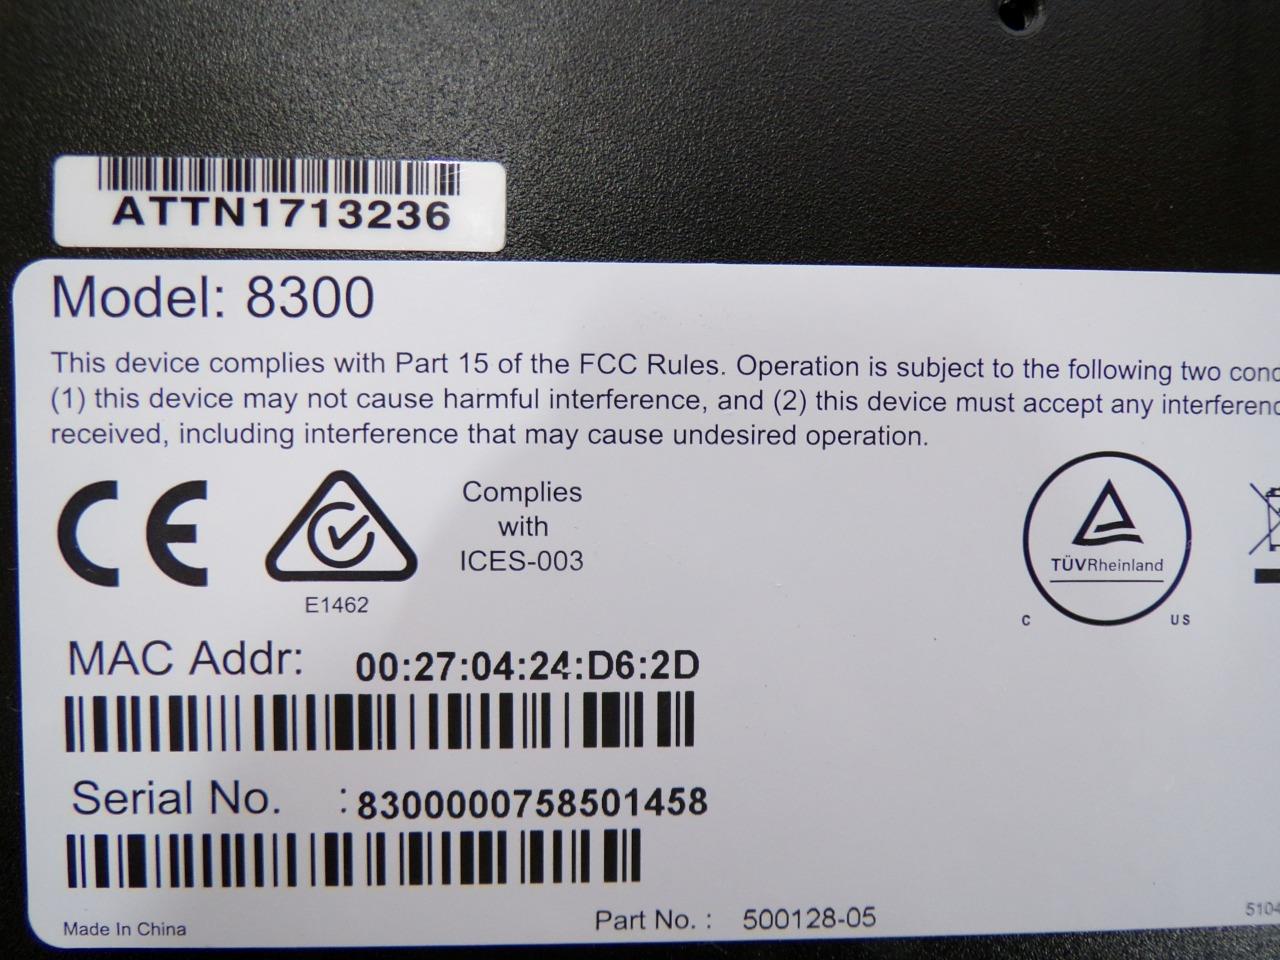 ATTN1713236
Model: 8300
This device complies with Part 15 of the FCC Rules. Operation is subject to the following two
(1) this device may not cause harmful interference, and (2) this device must accept any
received, including interference that may cause undesired operation.
CE
Complies
with
ICES-003
E1462
TÜVRheinland
C US
MAC Addr: 00:27:04:24:D6:2D
Serial No. :8300000758501458
Made In China
Part No. : 500128-05